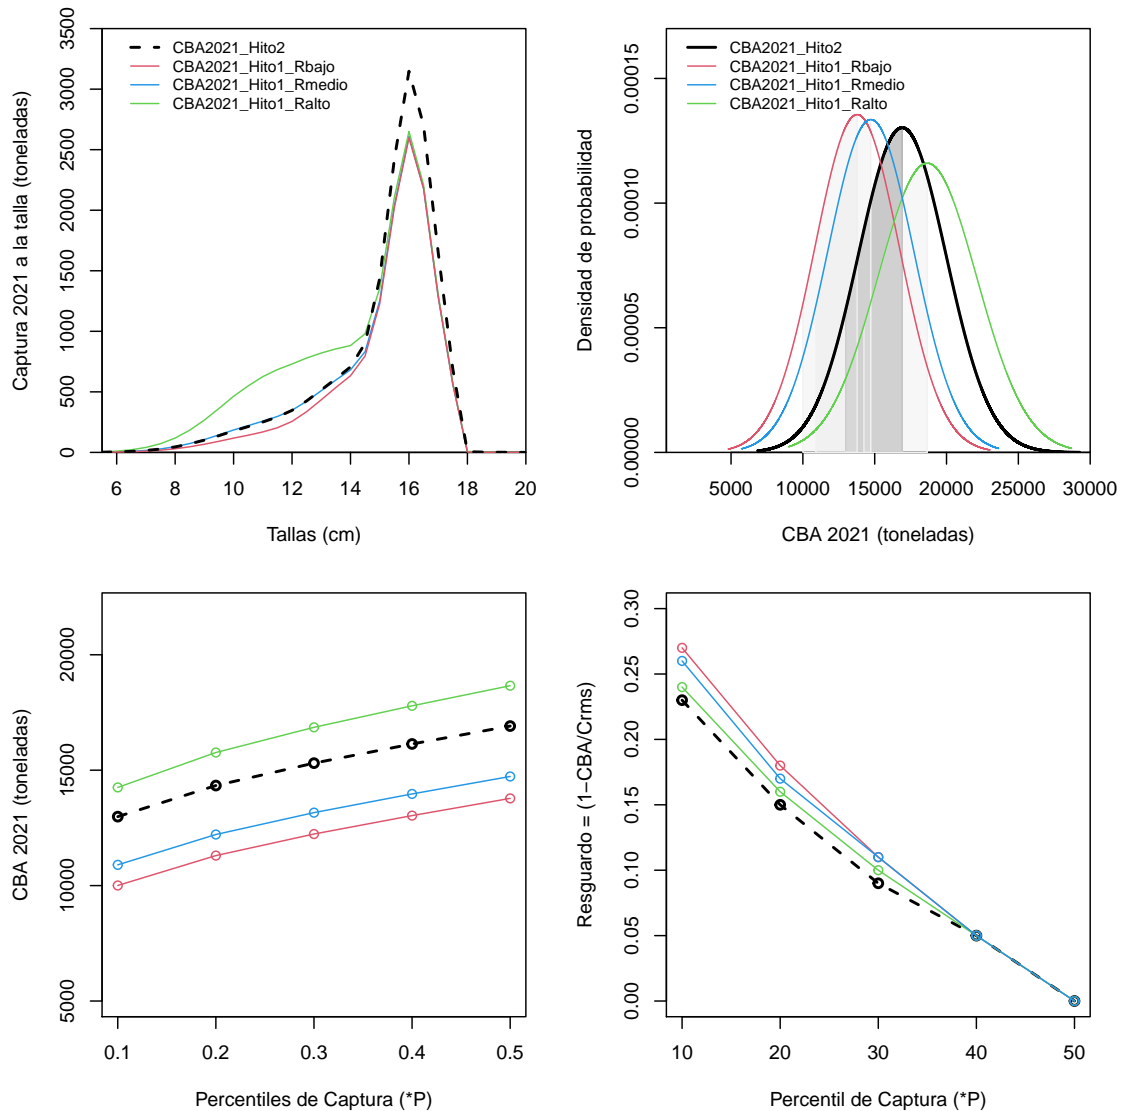 Captura 2021 a la talla (toneladas)
3500
3000
2500
2000
1500
1000
500
0
CBA2021_Hito2
CBA2021_Hito1_Rbajo
CBA2021_Hito1_Rmedio
CBA2021_Hito1_Ralto
6 8 10 12 14 16 18 20
Tallas (cm)
Densidad de probabilidad
0.00015
0.00010
0.00005
0.00000
CBA2021_Hito2
CBA2021_Hito1_Rbajo
CBA2021_Hito1_Rmedio
CBA2021_Hito1_Ralto
5000 10000 15000 20000 25000 30000
CBA 2021 (toneladas)
CBA 2021 (toneladas)
20000
15000
10000
5000
0.1 0.2 0.3 0.4 0.5
Percentiles de Captura (*P)
Resguardo = (1−CBA/Crms)
0.30
0.25
0.20
0.15
0.10
0.05
0.00
10 20 30 40 50
Percentil de Captura (*P)